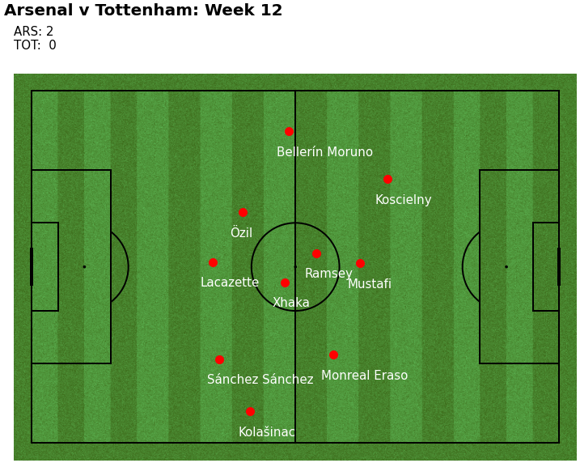 Arsenal v Tottenham: Week 12
ARS: 2
TOT: 0
Bellerín Moruno
Koscielny
Özil
Ramsey
Lacazette
Mustafi
Xhaka
Sánchez Sánchez
Monreal Eraso
Kolašinac